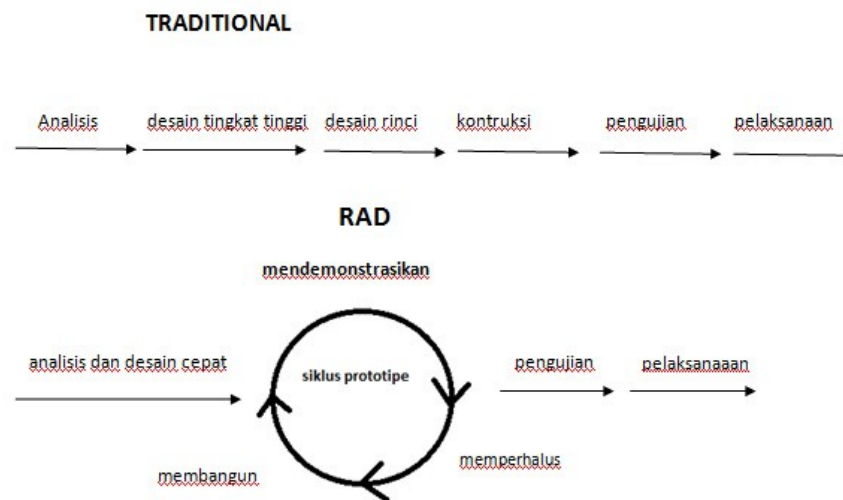 TRADITIONAL
Analisis desain tingkat tinggi desain rinci kontruksi pengujian pelaksanaan
RAD
mendemonstrasikan
analisis dan desain cepat siklus prototipe pengujian pelaksanaaan
membangun memperhalus